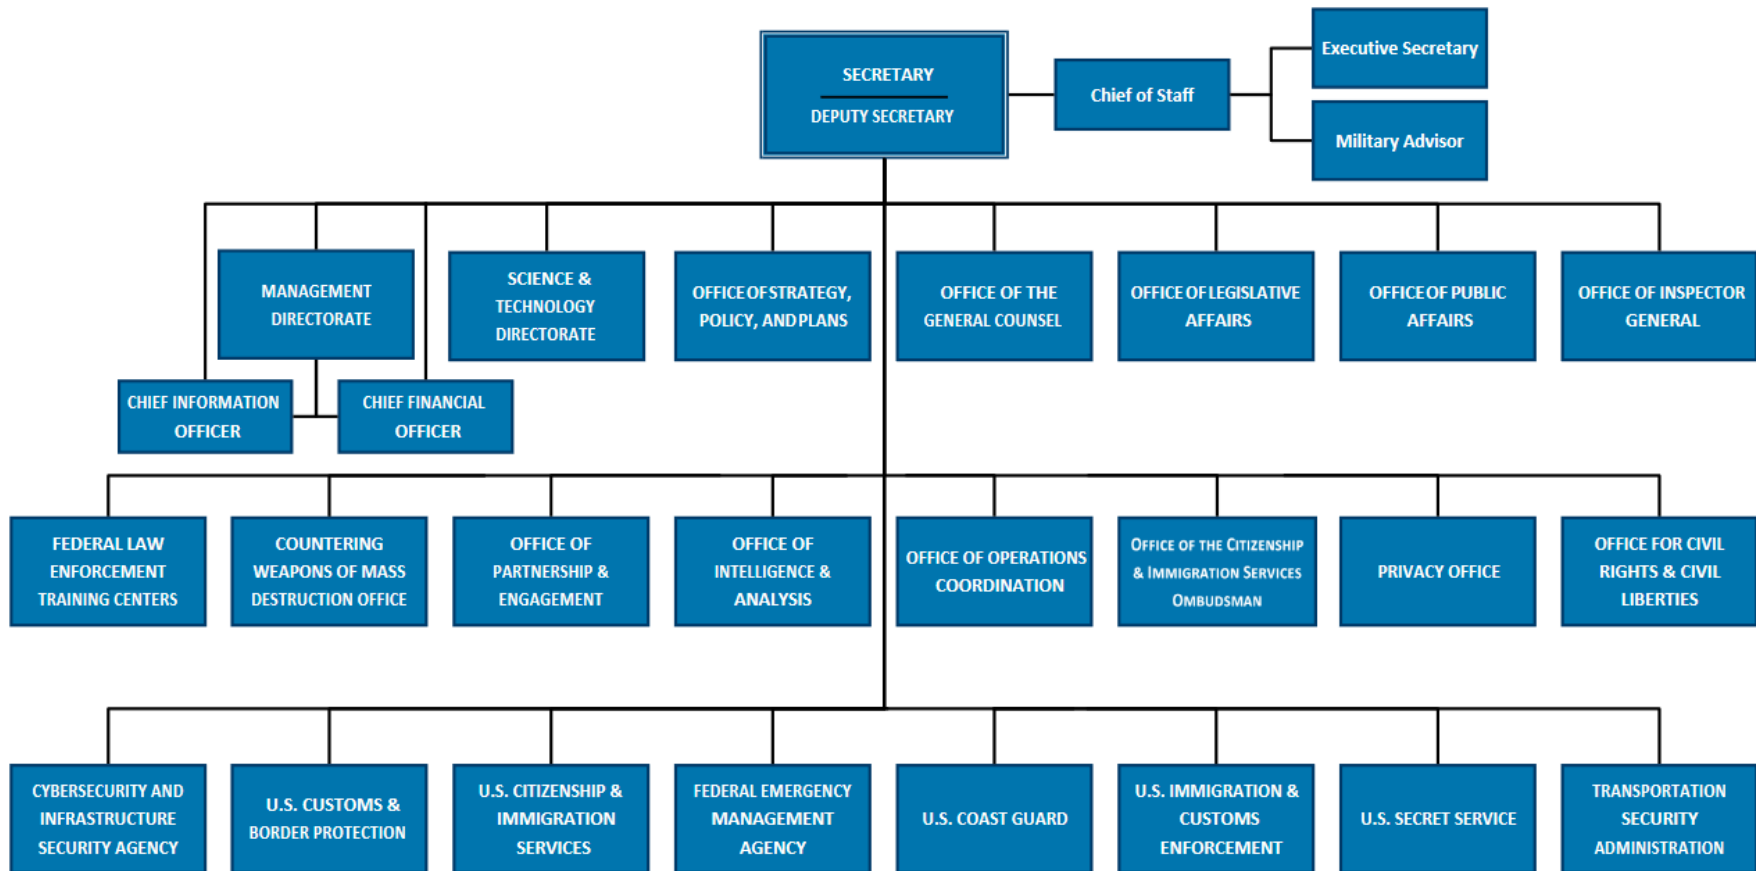 SECRETARY
DEPUTY SECRETARY
Chief of Staff
Executive Secretary
Military Advisor
MANAGEMENT
DIRECTORATE
SCIENCE &
TECHNOLOGY
DIRECTORATE
OFFICE OF STRATEGY,
POLICY, AND PLANS
OFFICE OF THE
GENERAL COUNSEL
OFFICE OF LEGISLATIVE
AFFAIRS
OFFICE OF PUBLIC
AFFAIRS
OFFICE OF INSPECTOR
GENERAL
CHIEF INFORMATION
OFFICER
CHIEF FINANCIAL
OFFICER
FEDERAL LAW
ENFORCEMENT
TRAINING CENTERS
COUNTERING
WEAPONS OF MASS
DESTRUCTION OFFICE
OFFICE OF
PARTNERSHIP &
ENGAGEMENT
OFFICE OF
INTELLIGENCE &
ANALYSIS
OFFICE OF OPERATIONS
COORDINATION
OFFICE OF THE CITIZENSHIP
& IMMIGRATION SERVICES
OMBUDSMAN
PRIVACY OFFICE
OFFICE FOR CIVIL
RIGHTS & CIVIL
LIBERTIES
CYBERSECURITY AND
INFRASTRUCTURE
SECURITY AGENCY
U.S. CUSTOMS &
BORDER PROTECTION
U.S. CITIZENSHIP &
IMMIGRATION
SERVICES
FEDERAL EMERGENCY
MANAGEMENT
AGENCY
U.S. COAST GUARD
U.S. IMMIGRATION &
CUSTOMS
ENFORCEMENT
U.S. SECRET SERVICE
TRANSPORTATION
SECURITY
ADMINISTRATION